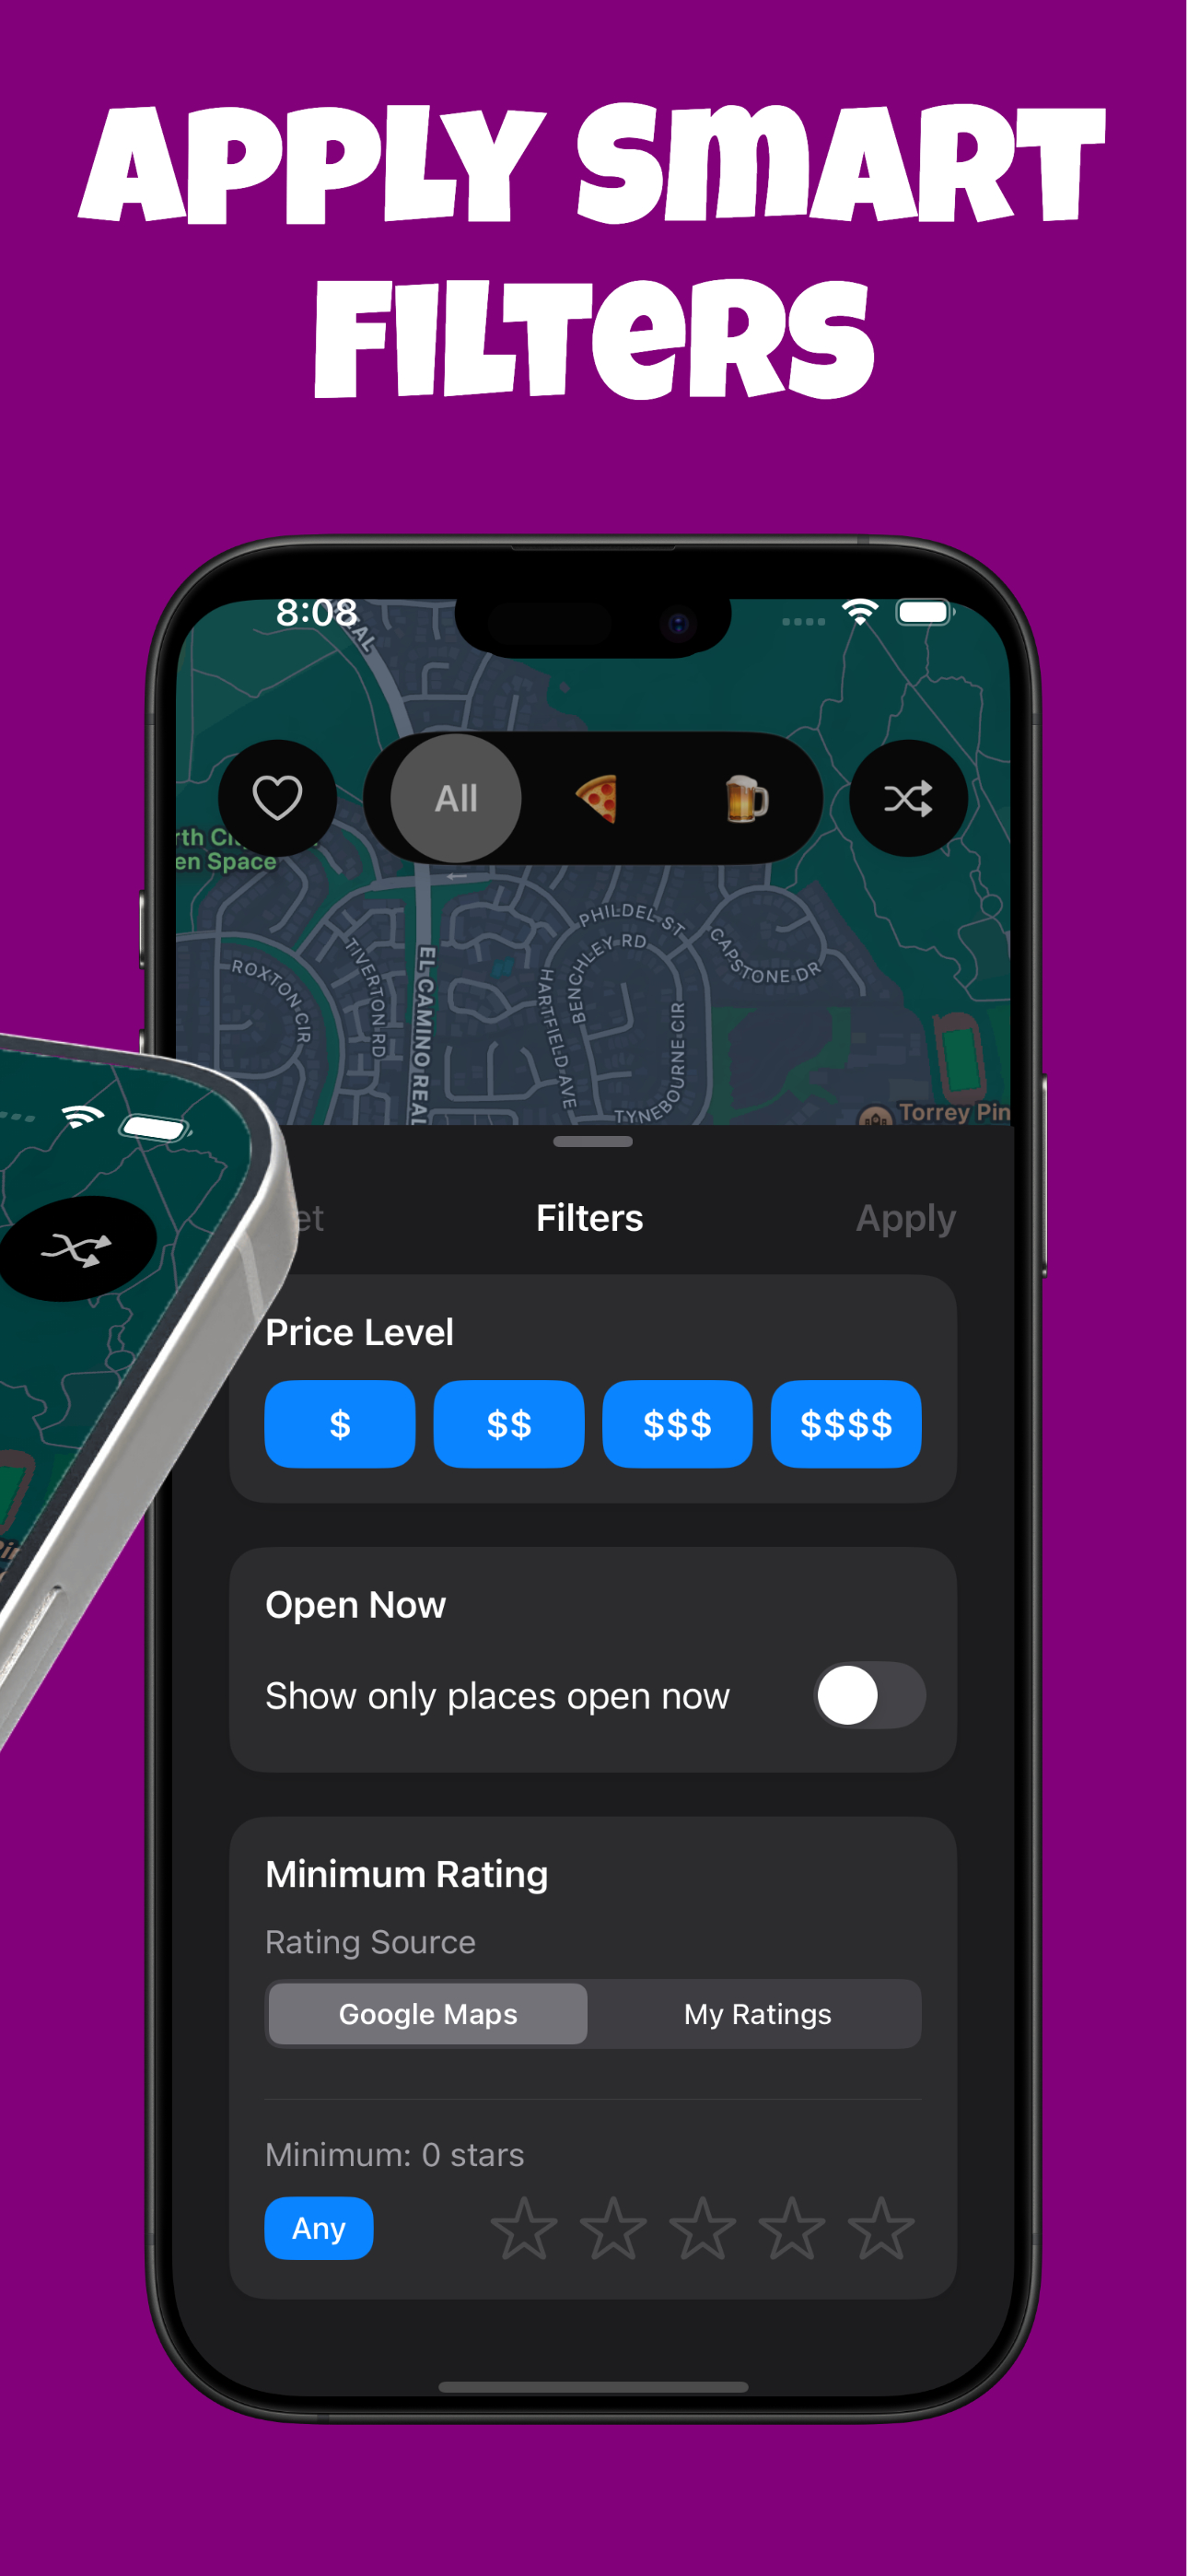 APPLY SMART
FILTERS
8:08
EAL
All
rth Ci
en Space
PHILDEL ST
BENCHLEY RD
CAPSTONE DR
ROXTON CIR
TIVERTON RD
EL CAMINO REAL
HARTFIELD AVE
TYNEBOURNE CIR
Torrey Pin
et
Filters
Apply
Price Level
$ $$ $$$ $$$$
Open Now
Show only places open now
Minimum Rating
Rating Source
Google Maps My Ratings
Minimum: 0 stars
Any